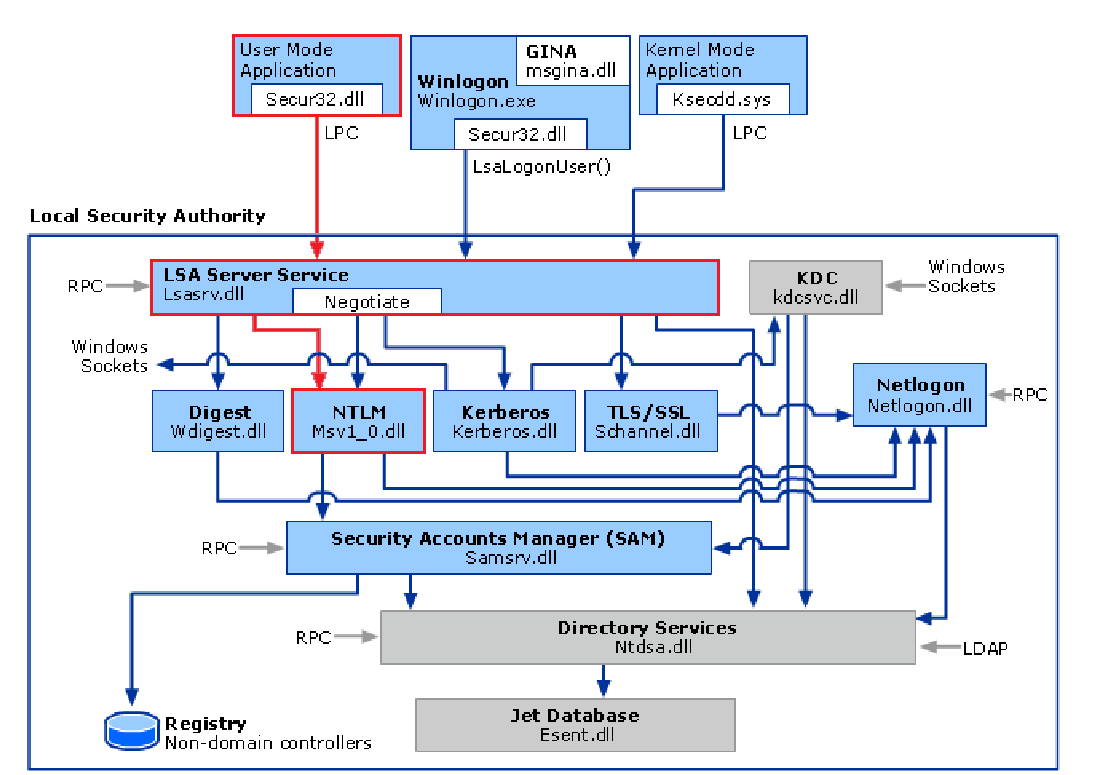 User Mode
Application
Secur32.dll
LPC
GINA
msgina.dll
Winlogon
Winlogon.exe
Secur32.dll
LsaLogonUser()
Kernel Mode
Application
Ksecdd.sys
LPC
Local Security Authority
RPC
LSA Server Service
Lsasrv.dll
Negotiate
KDC
kdcsvc.dll
Windows
Sockets
Windows
Sockets
Digest
Wdigest.dll
NTLM
Msv1_0.dll
Kerberos
Kerberos.dll
TLS/SSL
Schannel.dll
Netlogon
Netlogon.dll
RPC
RPC
Security Accounts Manager (SAM)
Samsrv.dll
RPC
Directory Services
Ntdsa.dll
LDAP
Registry
Non-domain controllers
Jet Database
Esent.dll